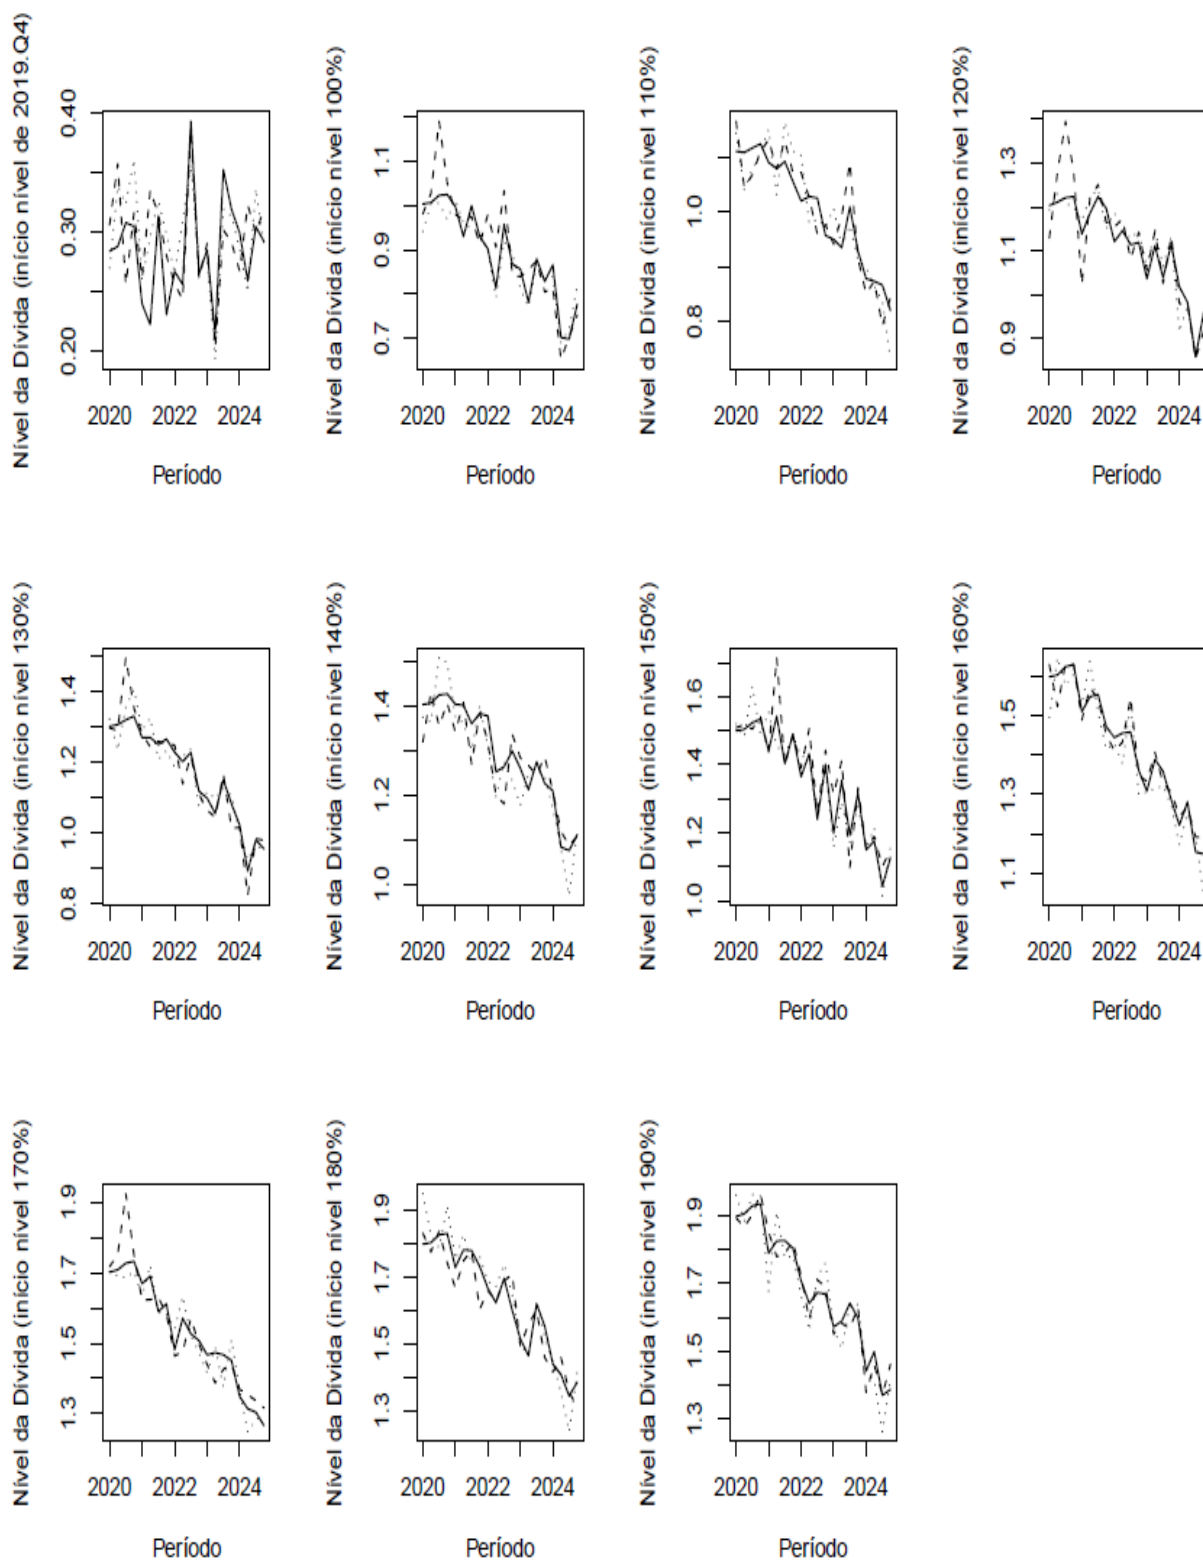 Nível da Dívida (início nível de 2019.Q4)
0.20 0.30 0.40
2020 2022 2024
Período
Nível da Dívida (início nível 100%)
0.7 0.9 1.1
2020 2022 2024
Período
Nível da Dívida (início nível 110%)
0.8 1.0
2020 2022 2024
Período
Nível da Dívida (início nível 120%)
0.9 1.1 1.3
2020 2022 2024
Período
Nível da Dívida (início nível 130%)
0.8 1.0 1.2 1.4
2020 2022 2024
Período
Nível da Dívida (início nível 140%)
1.0 1.2 1.4
2020 2022 2024
Período
Nível da Dívida (início nível 150%)
1.0 1.2 1.4 1.6
2020 2022 2024
Período
Nível da Dívida (início nível 160%)
1.1 1.3 1.5
2020 2022 2024
Período
Nível da Dívida (início nível 170%)
1.3 1.5 1.7 1.9
2020 2022 2024
Período
Nível da Dívida (início nível 180%)
1.3 1.5 1.7 1.9
2020 2022 2024
Período
Nível da Dívida (início nível 190%)
1.3 1.5 1.7 1.9
2020 2022 2024
Período